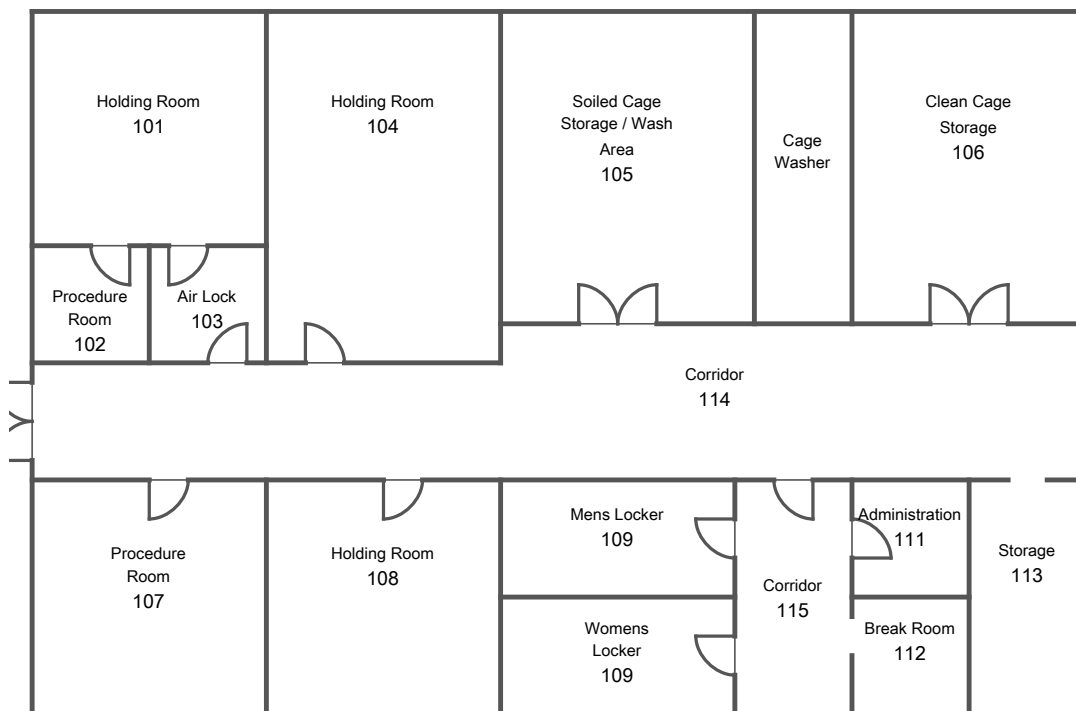 Holding Room
101
Holding Room
104
Soiled Cage
Storage / Wash
Area
105
Cage
Washer
Clean Cage
Storage
106
Procedure
Room
102
Air Lock
103
Corridor
114
Procedure
Room
107
Holding Room
108
Mens Locker
109
Womens
Locker
109
Corridor
115
Administration
111
Break Room
112
Storage
113